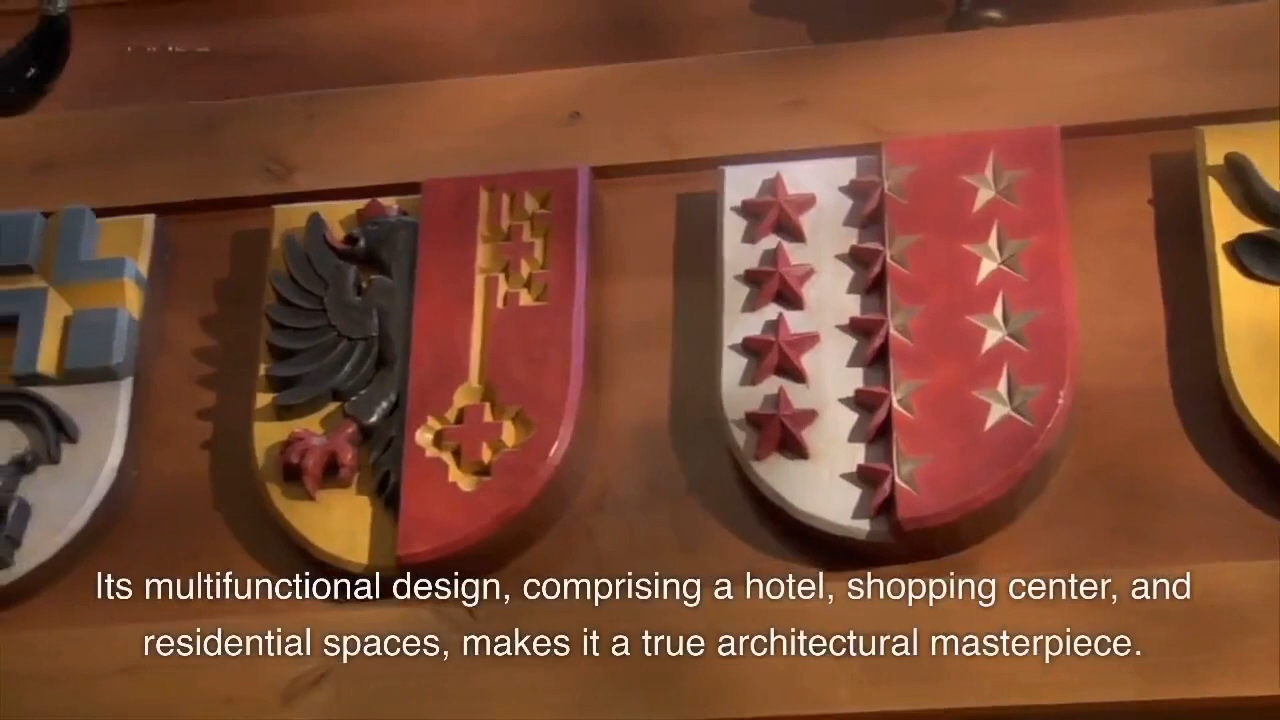 Its multifunctional design, comprising a hotel, shopping center, and
residential spaces, makes it a true architectural masterpiece.